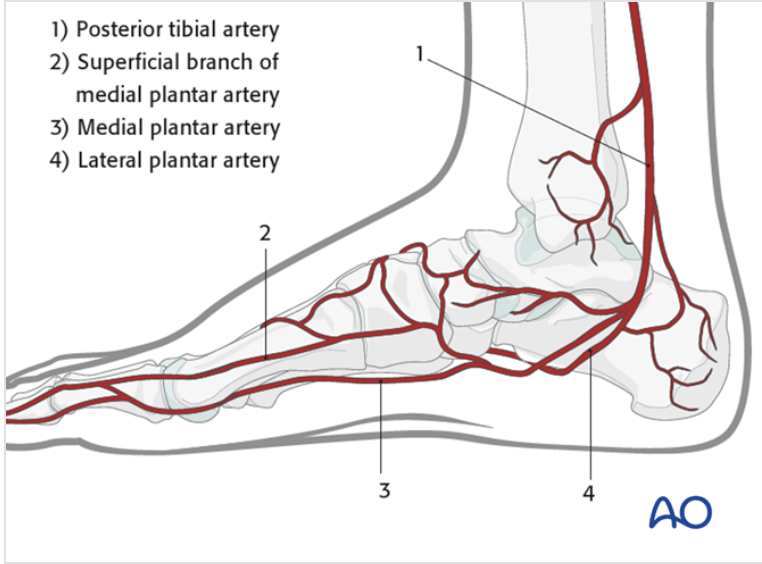 1) Posterior tibial artery
2) Superficial branch of
medial plantar artery
3) Medial plantar artery
4) Lateral plantar artery
1
2
3
4
AO